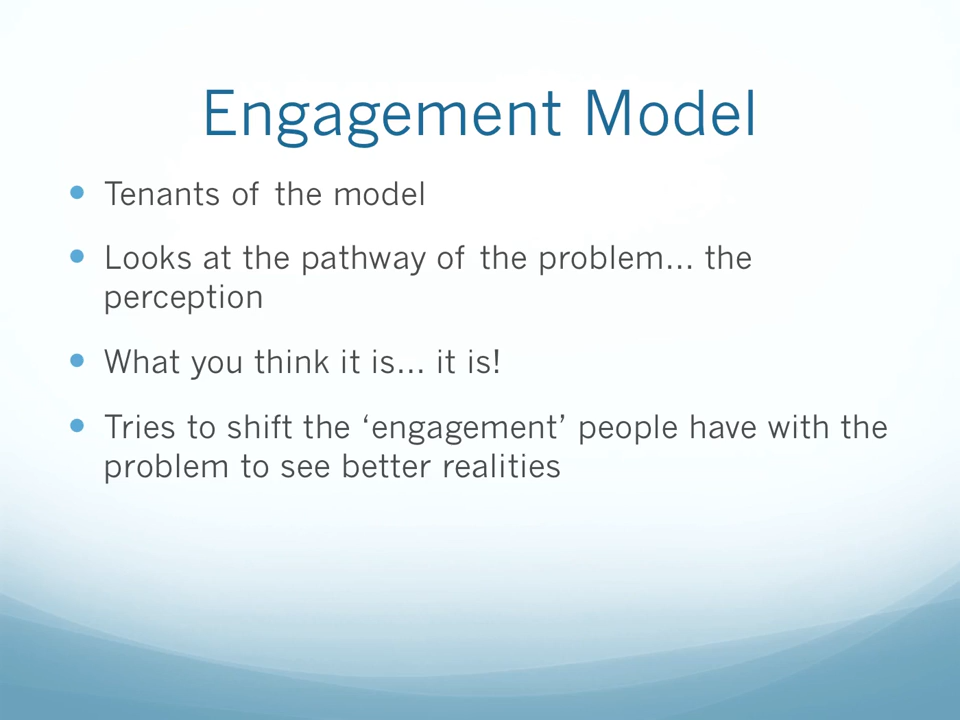 Engagement Model
Tenants of the model
Looks at the pathway of the problem... the
perception
What you think it is... it is!
Tries to shift the ‘engagement’ people have with the
problem to see better realities